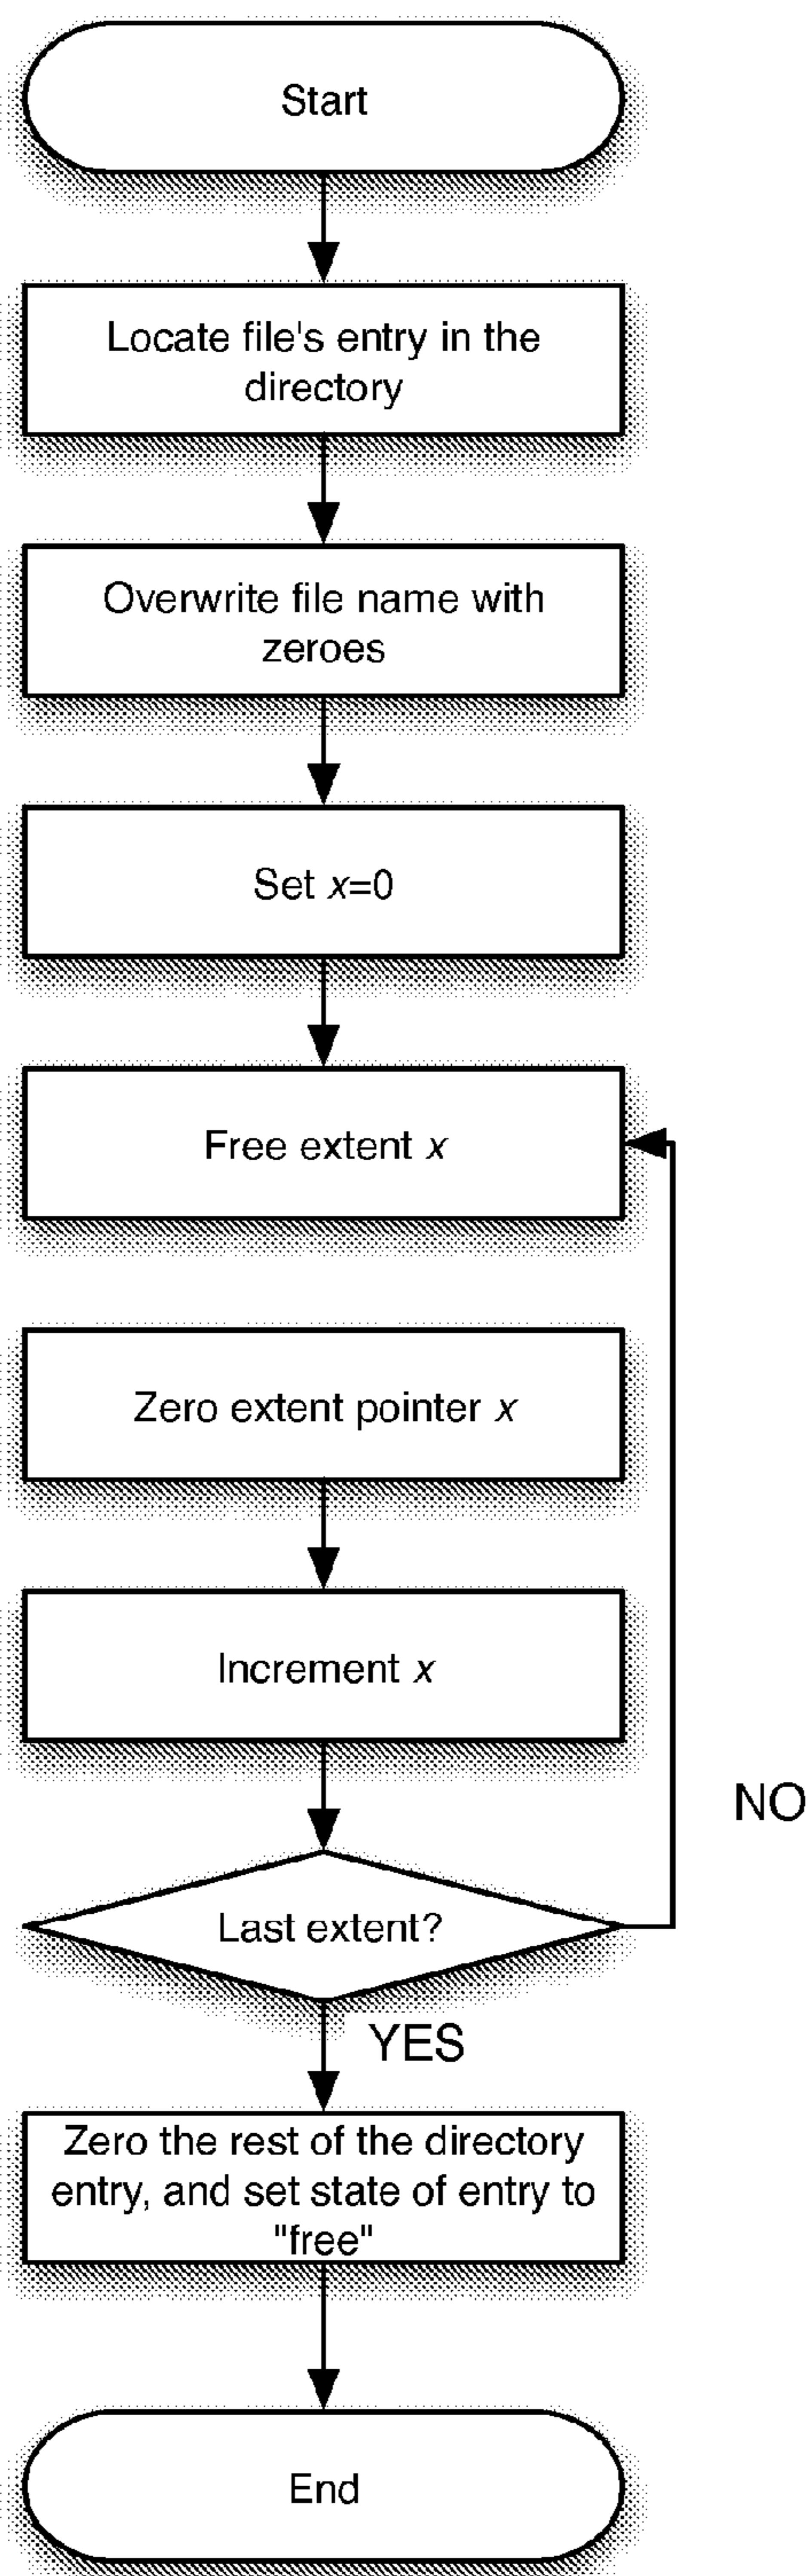 Start
Locate file's entry in the
directory
Overwrite file name with
zeroes
Set x=0
Free extent x
Zero extent pointer x
Increment x
NO
Last extent?
YES
Zero the rest of the directory
entry, and set state of entry to
"free"
End